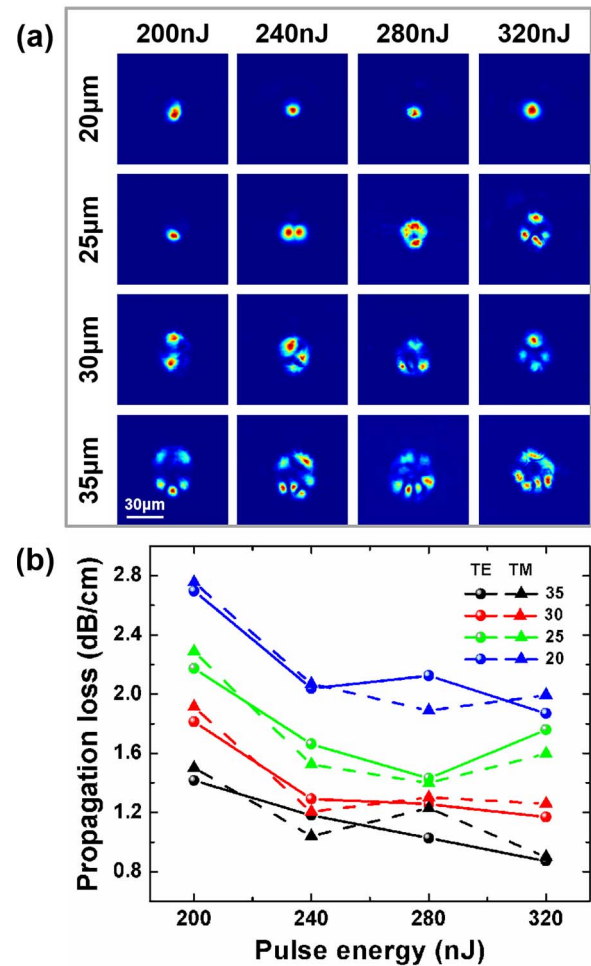 (a)
200nJ 240nJ 280nJ 320nJ
20µm
25µm
30µm
35µm
30µm
(b)
Propagation loss (dB/cm)
2.8
2.4
2.0
1.6
1.2
0.8
TE TM
35
30
25
20
200 240 280 320
Pulse energy (nJ)